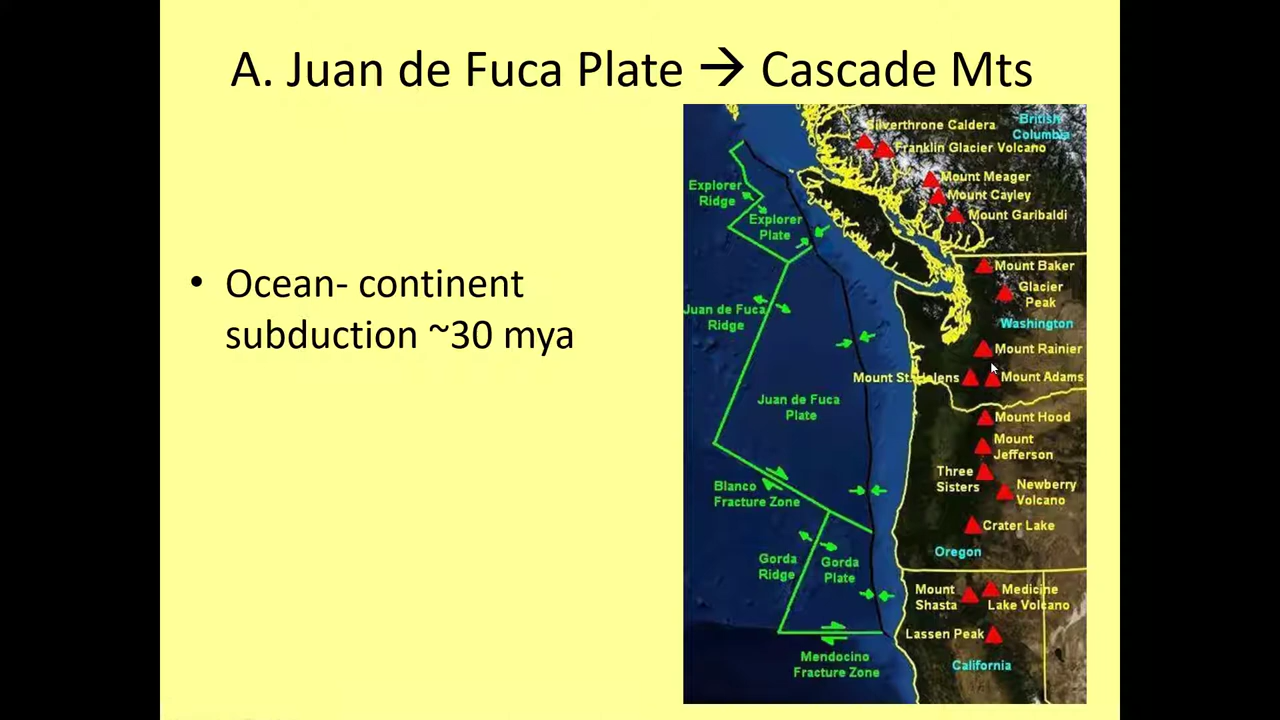 A. Juan de Fuca Plate → Cascade Mts
• Ocean- continent
subduction ~30 mya
Silverthrone Caldera
British
Columbia
Franklin Glacier Volcano
Mount Meager
Mount Cayley
Mount Garibaldi
Explorer
Ridge
Explorer
Plate
Mount Baker
Glacier
Peak
Juan de Fuca
Ridge
Washington
Mount Rainier
Mount St. Helens
Mount Adams
Juan de Fuca
Plate
Mount Hood
Mount
Jefferson
Three
Sisters
Newberry
Volcano
Blanco
Fracture Zone
Crater Lake
Oregon
Gorda
Ridge
Gorda
Plate
Mount
Shasta
Medicine
Lake Volcano
Lassen Peak
Mendocino
Fracture Zone
California